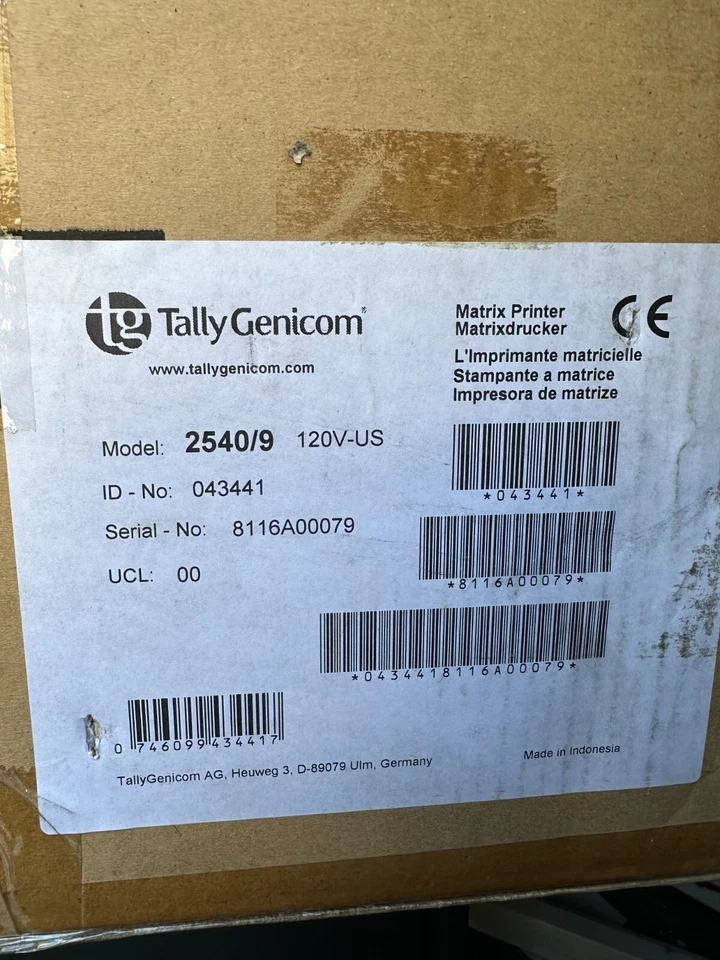 tg TallyGenicom®
www.tallygenicom.com
Matrix Printer
Matrixdrucker
CE
L'Imprimante matricielle
Stampante a matrice
Impresora de matrize
Model: 2540/9 120V-US
ID - No: 043441
*043441*
Serial - No: 8116A00079
*8116A00079*
UCL: 00
*0434418116A00079*
0 746099 434417
TallyGenicom AG, Heuweg 3, D-89079 Ulm, Germany
Made in Indonesia